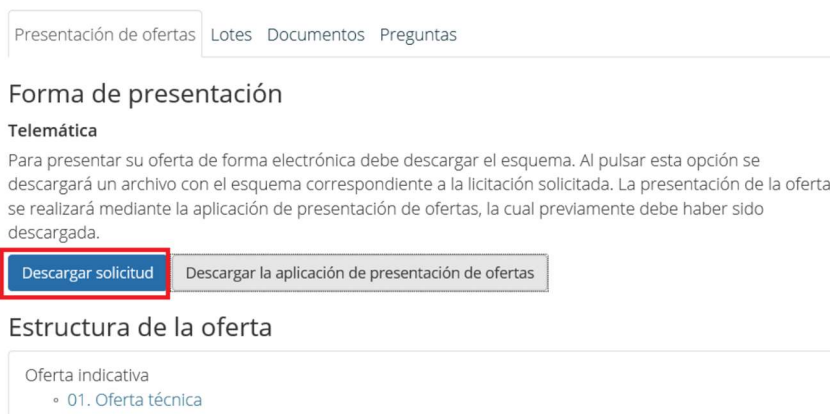 Presentación de ofertas Lotes Documentos Preguntas
Forma de presentación
Telemática
Para presentar su oferta de forma electrónica debe descargar el esquema. Al pulsar esta opción se
descargará un archivo con el esquema correspondiente a la licitación solicitada. La presentación de la oferta
se realizará mediante la aplicación de presentación de ofertas, la cual previamente debe haber sido
descargada.
Descargar solicitud Descargar la aplicación de presentación de ofertas
Estructura de la oferta
Oferta indicativa
◦ 01. Oferta técnica